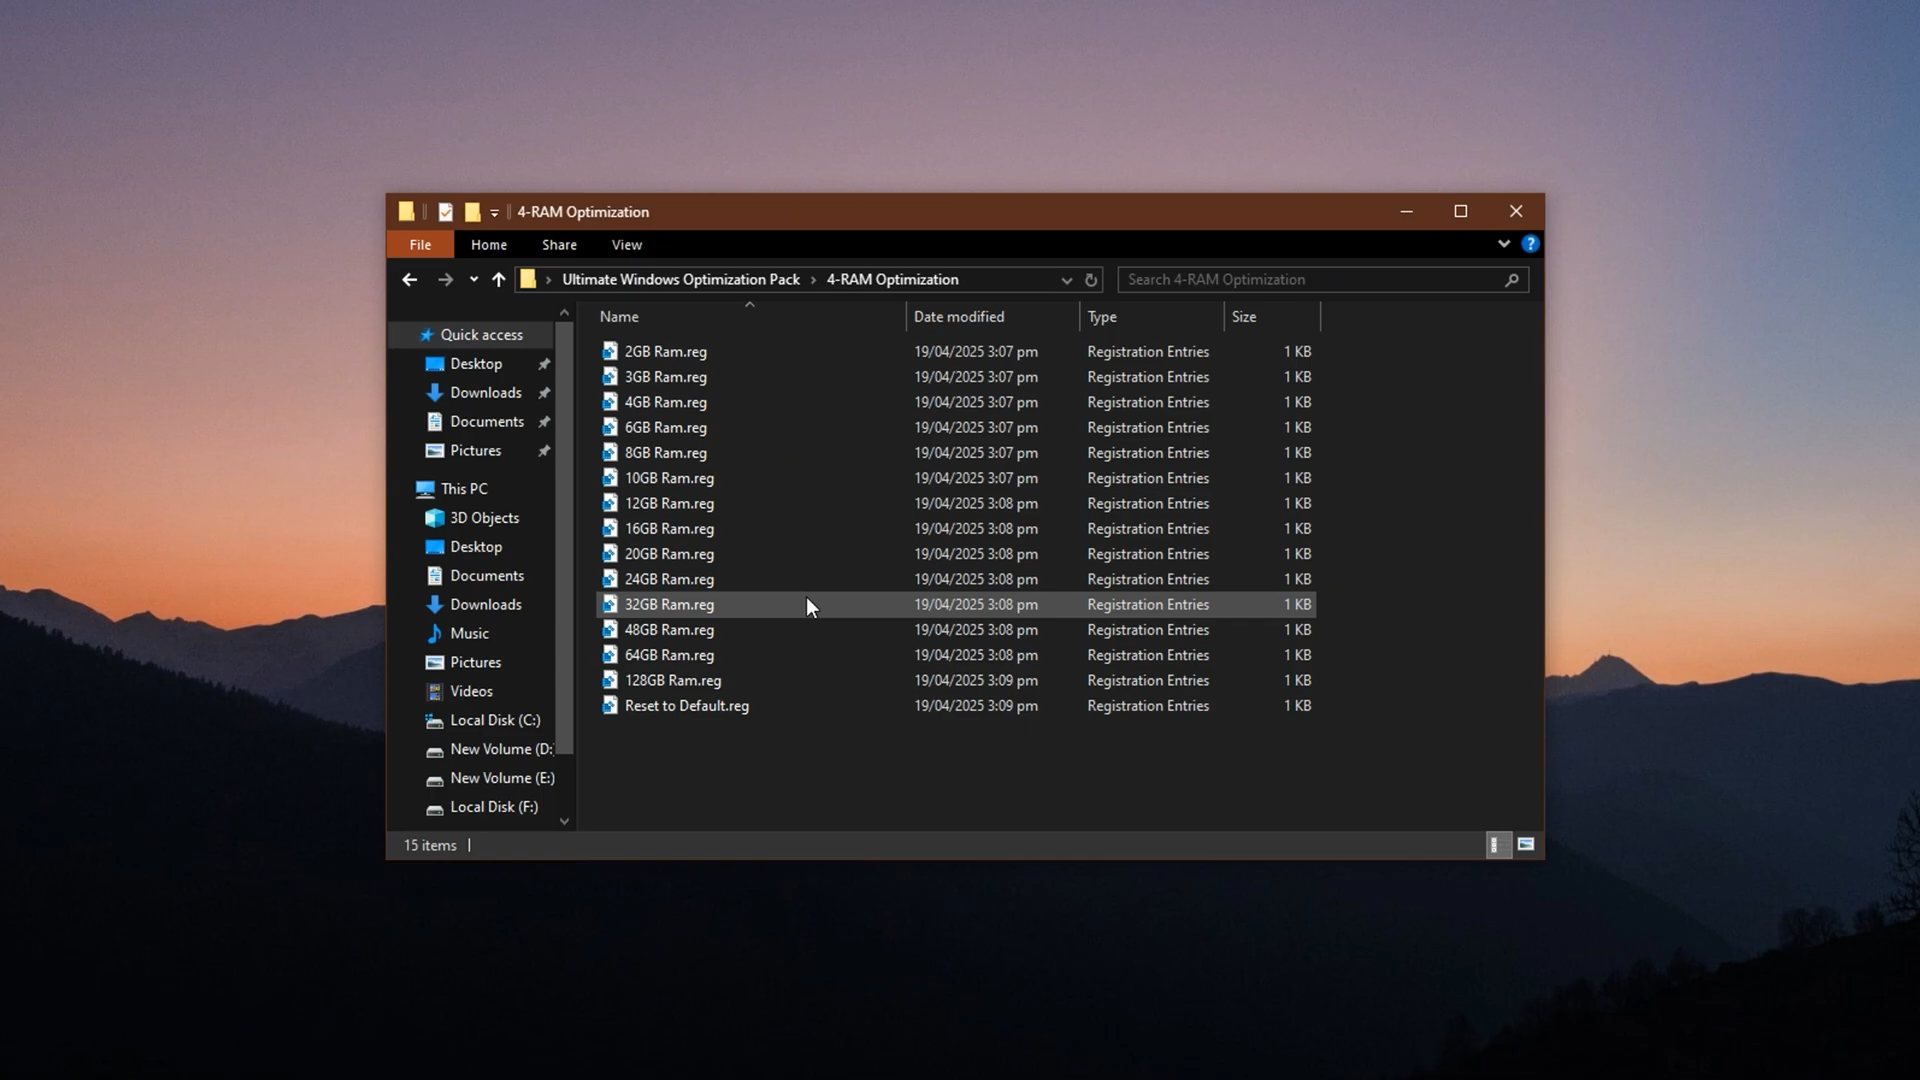 4-RAM Optimization
File Home Share View
Ultimate Windows Optimization Pack > 4-RAM Optimization
Search 4-RAM Optimization
Name Date modified Type Size
Quick access
Desktop
Downloads
Documents
Pictures
This PC
3D Objects
Desktop
Documents
Downloads
Music
Pictures
Videos
Local Disk (C:)
New Volume (D:
New Volume (E:)
Local Disk (F:)
2GB Ram.reg 19/04/2025 3:07 pm Registration Entries 1 KB
3GB Ram.reg 19/04/2025 3:07 pm Registration Entries 1 KB
4GB Ram.reg 19/04/2025 3:07 pm Registration Entries 1 KB
6GB Ram.reg 19/04/2025 3:07 pm Registration Entries 1 KB
8GB Ram.reg 19/04/2025 3:07 pm Registration Entries 1 KB
10GB Ram.reg 19/04/2025 3:07 pm Registration Entries 1 KB
12GB Ram.reg 19/04/2025 3:08 pm Registration Entries 1 KB
16GB Ram.reg 19/04/2025 3:08 pm Registration Entries 1 KB
20GB Ram.reg 19/04/2025 3:08 pm Registration Entries 1 KB
24GB Ram.reg 19/04/2025 3:08 pm Registration Entries 1 KB
32GB Ram.reg 19/04/2025 3:08 pm Registration Entries 1 KB
48GB Ram.reg 19/04/2025 3:08 pm Registration Entries 1 KB
64GB Ram.reg 19/04/2025 3:08 pm Registration Entries 1 KB
128GB Ram.reg 19/04/2025 3:09 pm Registration Entries 1 KB
Reset to Default.reg 19/04/2025 3:09 pm Registration Entries 1 KB
15 items